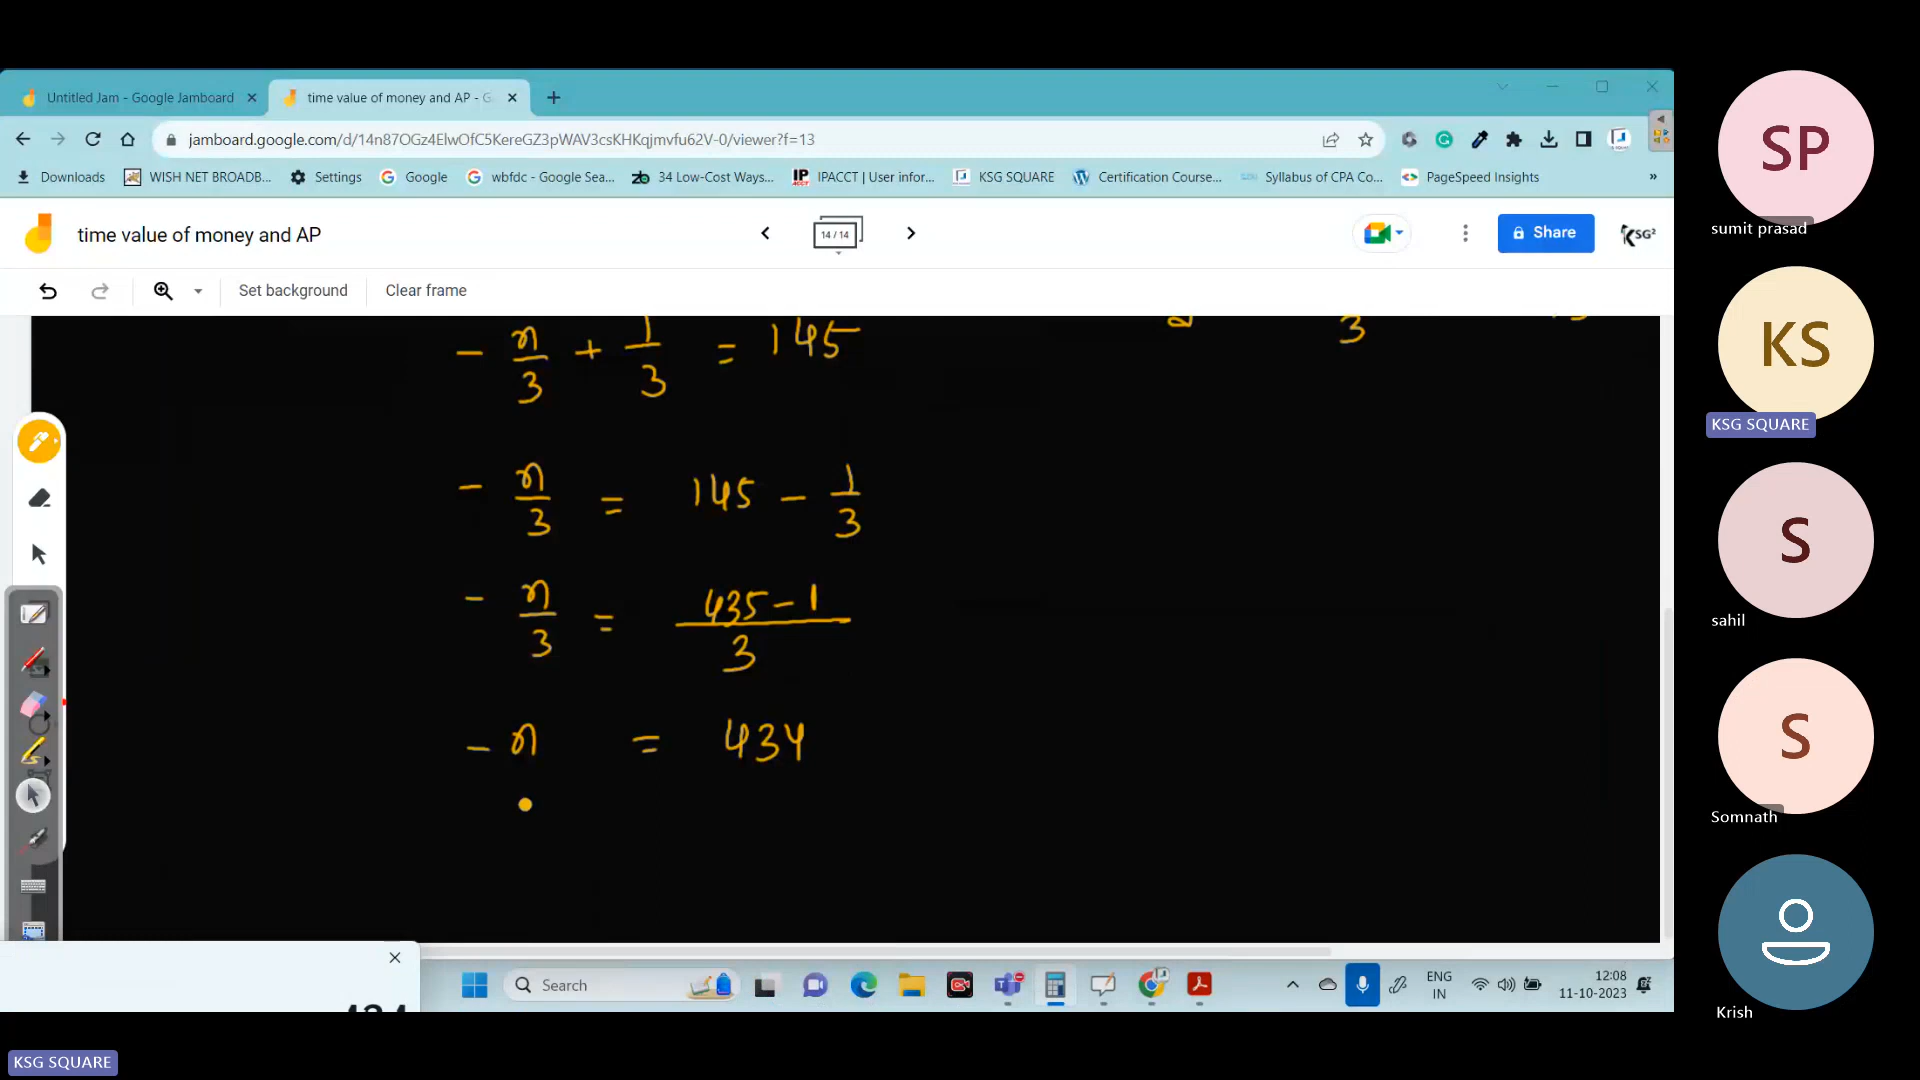 Untitled Jam - Google Jamboard
time value of money and AP - G
jamboard.google.com/d/14n87OGz4ElwOfC5KereGZ3pWAV3csKHKqjmvfu62V-0/viewer?f=13
Downloads WISH NET BROADB... Settings Google wbfdc - Google Sea... 34 Low-Cost Ways... IPACCT | User infor... KSG SQUARE Certification Course... Syllabus of CPA Co... PageSpeed Insights »
time value of money and AP
14 / 14
Share
KSG²
Set background Clear frame
- n/3 + 1/3 = 145
3
- n/3 = 145 - 1/3
- n/3 = (435 - 1)/3
- n = 434
Search
ENG
IN
12:08
11-10-2023
SP
sumit prasad
KS
KSG SQUARE
S
sahil
S
Somnath
Krish
KSG SQUARE